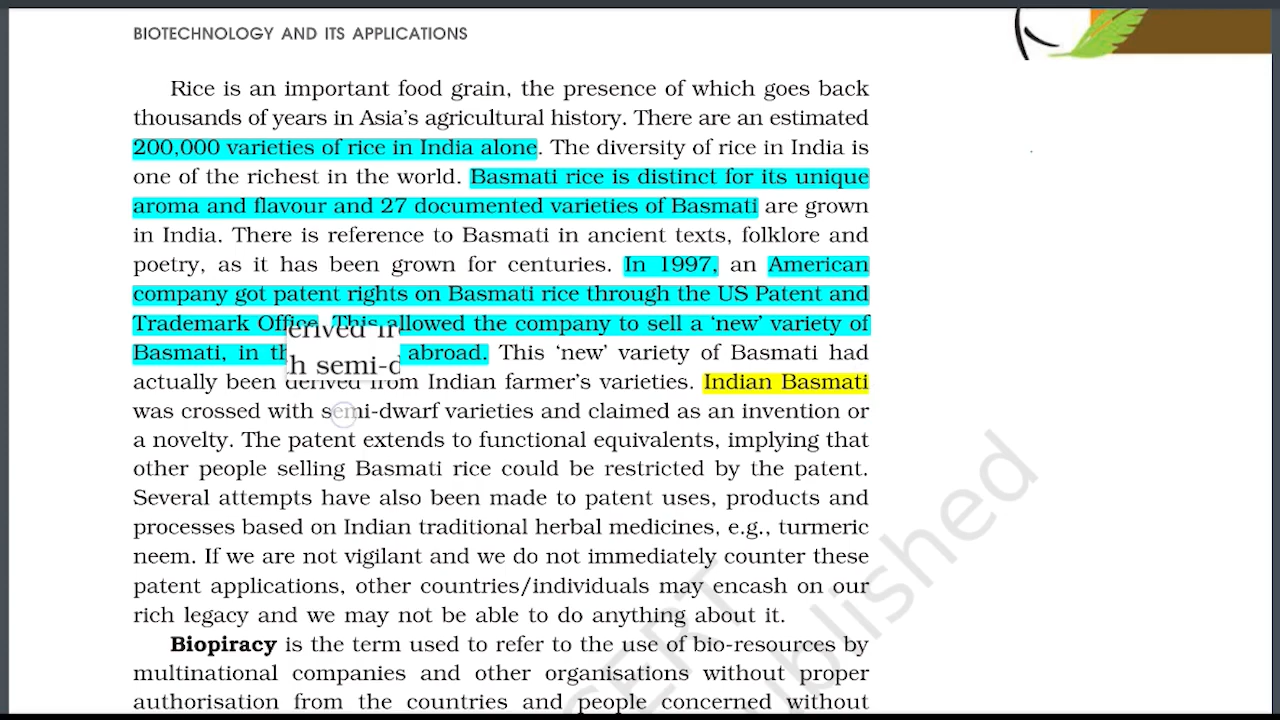 BIOTECHNOLOGY AND ITS APPLICATIONS
Rice is an important food grain, the presence of which goes back
thousands of years in Asia's agricultural history. There are an estimated
200,000 varieties of rice in India alone. The diversity of rice in India is
one of the richest in the world. Basmati rice is distinct for its unique
aroma and flavour and 27 documented varieties of Basmati are grown
in India. There is reference to Basmati in ancient texts, folklore and
poetry, as it has been grown for centuries. In 1997, an American
company got patent rights on Basmati rice through the US Patent and
Trademark Office. This allowed the company to sell a ‘new’ variety of
Basmati, in abroad. This ‘new’ variety of Basmati had
h semi-d
actually been derived from Indian farmer's varieties. Indian Basmati
was crossed with semi-dwarf varieties and claimed as an invention or
a novelty. The patent extends to functional equivalents, implying that
other people selling Basmati rice could be restricted by the patent.
Several attempts have also been made to patent uses, products and
processes based on Indian traditional herbal medicines, e.g., turmeric
neem. If we are not vigilant and we do not immediately counter these
patent applications, other countries/individuals may encash on our
rich legacy and we may not be able to do anything about it.
Biopiracy is the term used to refer to the use of bio-resources by
multinational companies and other organisations without proper
authorisation from the countries and people concerned without